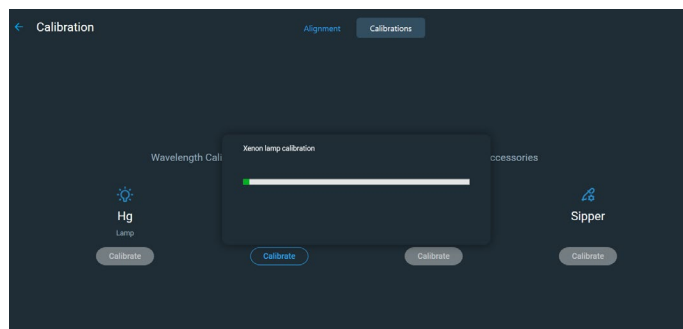 Calibration
Alignment
Calibrations
Xenon lamp calibration
Wavelength Cali
ccessories
Hg
Lamp
Sipper
Calibrate
Calibrate
Calibrate
Calibrate